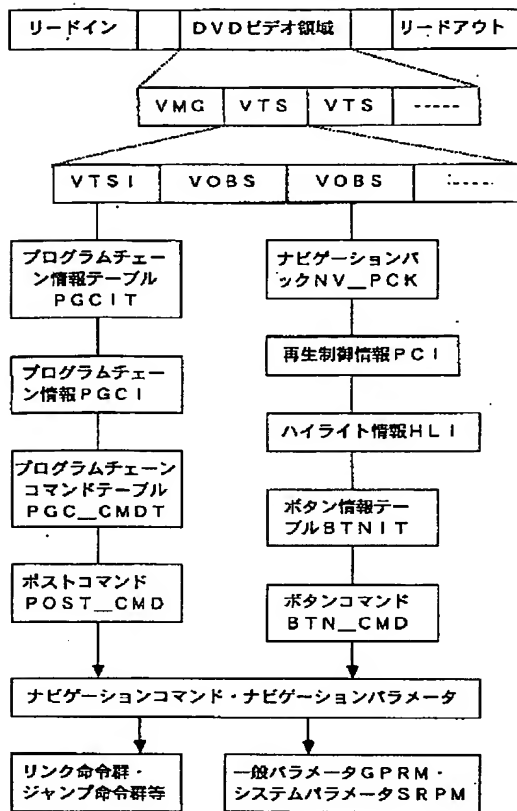 リードイン
DVDビデオ領域
リードアウト
VMG
VTS
VTS
-----
VTSI
VOBS
VOBS
-----
プログラムチェー
ン情報テーブル
PGCIT
プログラムチェー
ン情報PGCI
プログラムチェーン
コマンドテーブル
PGC__CMDT
ポストコマンド
POST__CMD
ナビゲーションパ
ックNV__PCK
再生制御情報PCI
ハイライト情報HLI
ボタン情報テー
ブルBTNIT
ボタンコマンド
BTN__CMD
ナビゲーションコマンド・ナビゲーションパラメータ
リンク命令群・
ジャンプ命令群等
一般パラメータGPRM・
システムパラメータSRPM